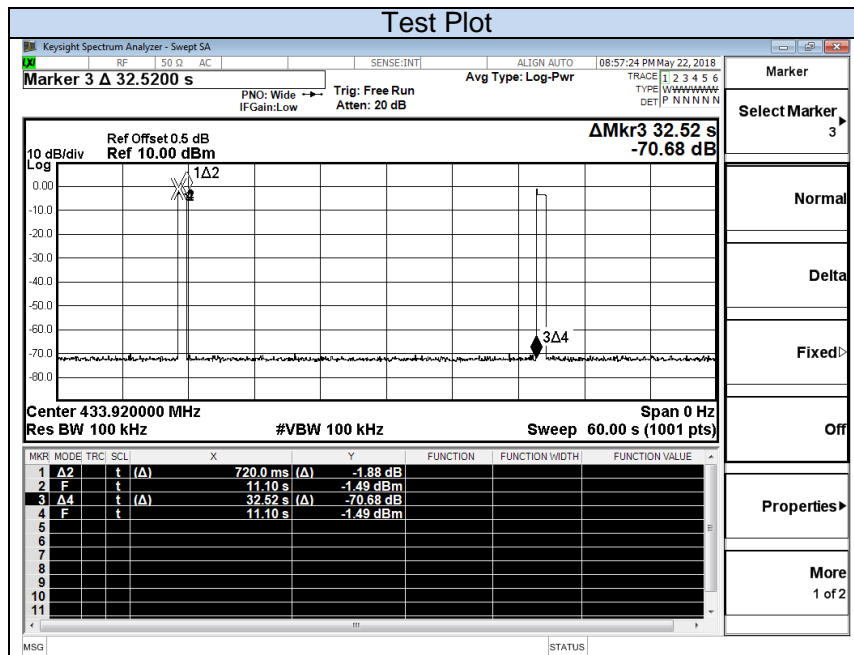 Test Plot
Keysight Spectrum Analyzer - Swept SA
LXI RF 50 Ω AC SENSE:INT ALIGN AUTO 08:57:24 PM May 22, 2018
Marker 3 Δ 32.5200 s
PNO: Wide
IFGain:Low
Trig: Free Run
Atten: 20 dB
Avg Type: Log-Pwr
TRACE 1 2 3 4 5 6
TYPE WWWWWW
DET P N N N N N
Marker
Select Marker
3
Normal
Delta
Fixed
Off
Properties
More
1 of 2
10 dB/div
Log
Ref Offset 0.5 dB
Ref 10.00 dBm
ΔMkr3 32.52 s
-70.68 dB
0.00
-10.0
-20.0
-30.0
-40.0
-50.0
-60.0
-70.0
-80.0
1Δ2
3Δ4
Center 433.920000 MHz Span 0 Hz
Res BW 100 kHz #VBW 100 kHz Sweep 60.00 s (1001 pts)
MKR MODE TRC SCL X Y FUNCTION FUNCTION WIDTH FUNCTION VALUE
1 Δ2 t (Δ) 720.0 ms (Δ) -1.88 dB
2 F t 11.10 s -1.49 dBm
3 Δ4 t (Δ) 32.52 s (Δ) -70.68 dB
4 F t 11.10 s -1.49 dBm
5
6
7
8
9
10
11
MSG STATUS